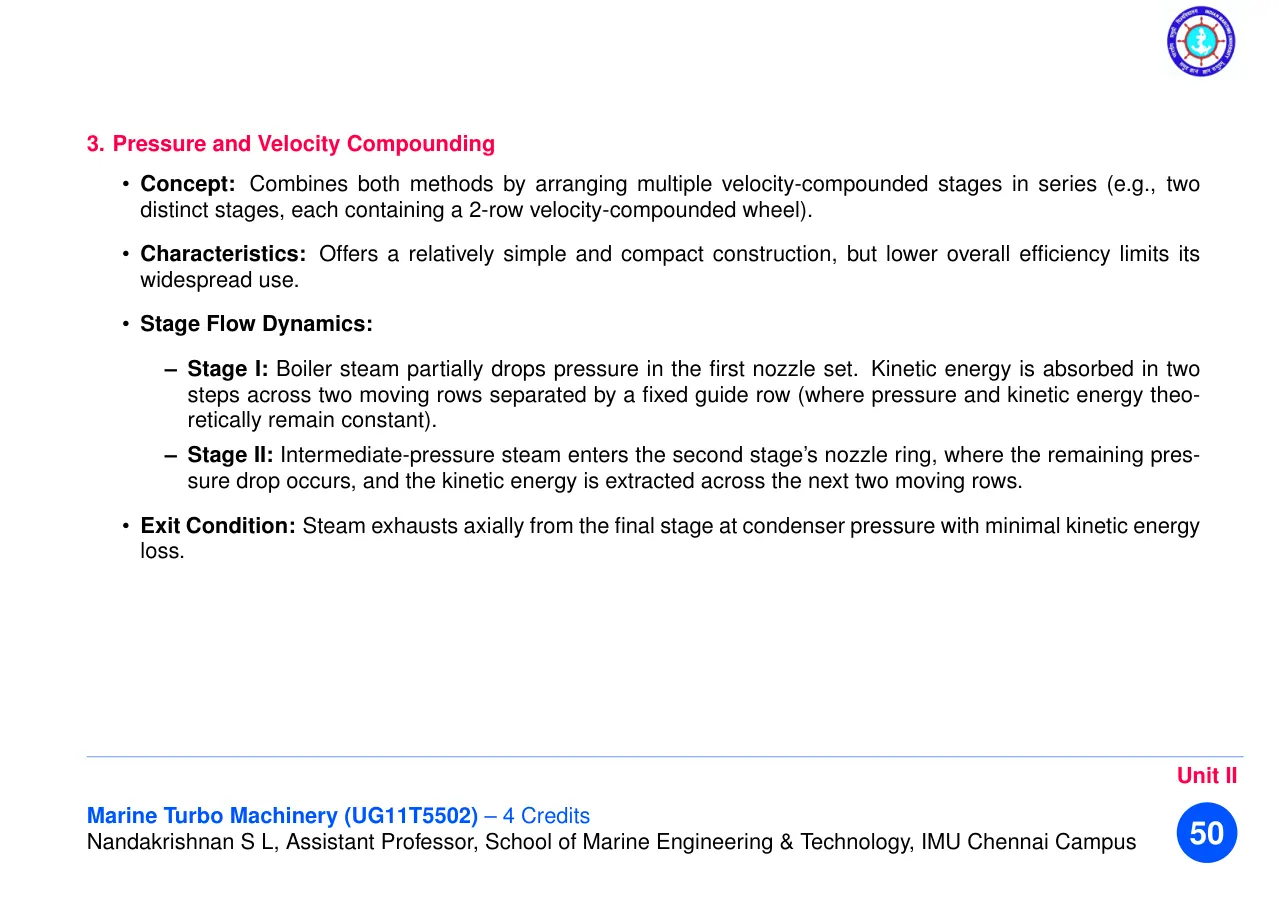 3. Pressure and Velocity Compounding
• Concept: Combines both methods by arranging multiple velocity-compounded stages in series (e.g., two
distinct stages, each containing a 2-row velocity-compounded wheel).
• Characteristics: Offers a relatively simple and compact construction, but lower overall efficiency limits its
widespread use.
• Stage Flow Dynamics:
– Stage I: Boiler steam partially drops pressure in the first nozzle set. Kinetic energy is absorbed in two
steps across two moving rows separated by a fixed guide row (where pressure and kinetic energy theo-
retically remain constant).
– Stage II: Intermediate-pressure steam enters the second stage's nozzle ring, where the remaining pres-
sure drop occurs, and the kinetic energy is extracted across the next two moving rows.
• Exit Condition: Steam exhausts axially from the final stage at condenser pressure with minimal kinetic energy
loss.
Unit II
Marine Turbo Machinery (UG11T5502) – 4 Credits
Nandakrishnan S L, Assistant Professor, School of Marine Engineering & Technology, IMU Chennai Campus
50